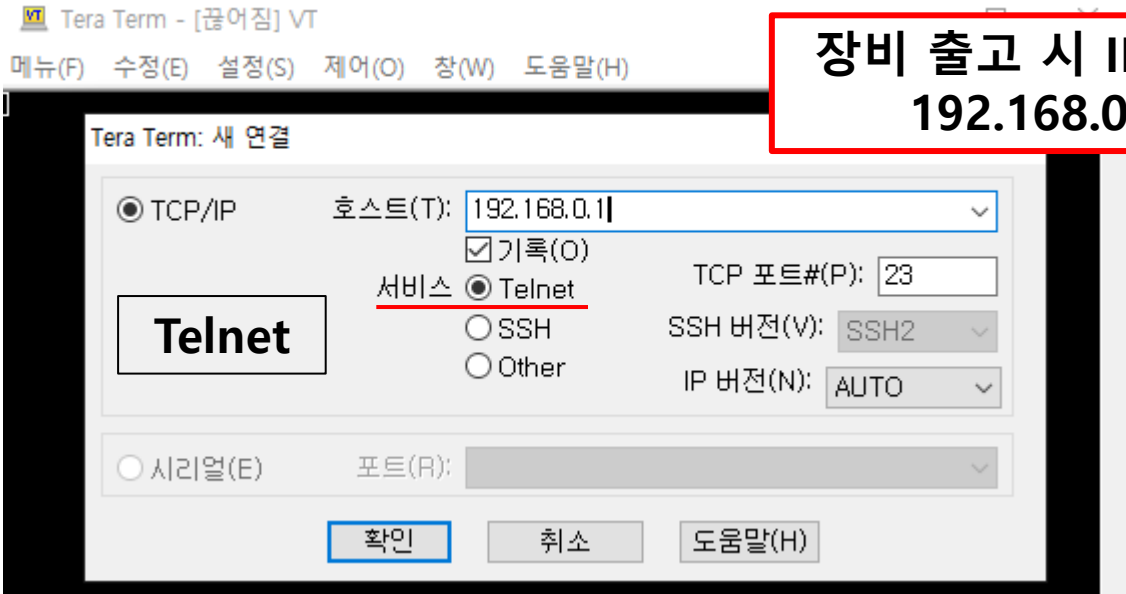 Tera Term - [끊어짐] VT
메뉴(F) 수정(E) 설정(S) 제어(O) 창(W) 도움말(H)
장비 출고 시
192.168.0
Tera Term: 새 연결
TCP/IP 호스트(T): 192.168.0.1
기록(O)
서비스 Telnet TCP 포트#(P): 23
Telnet
SSH SSH 버전(V): SSH2
Other IP 버전(N): AUTO
시리얼(E) 포트(R):
확인 취소 도움말(H)